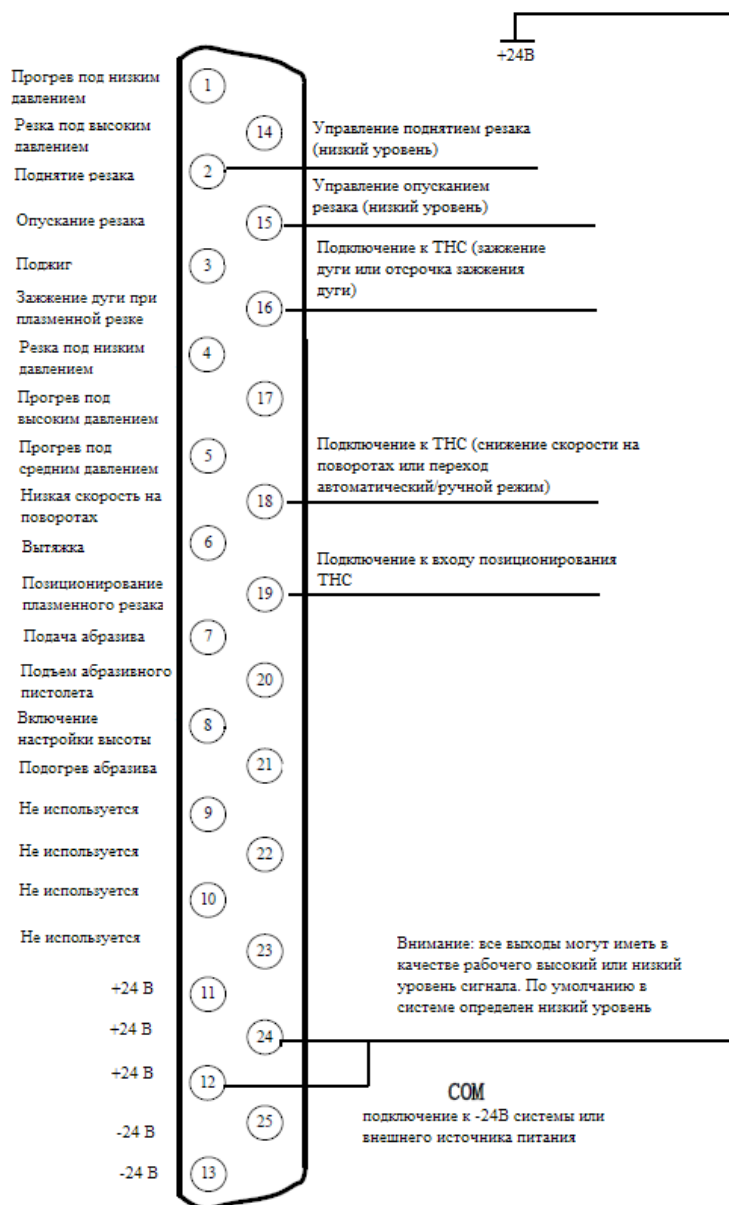 +24В
Прогрев под низким
давлением
1
Резка под высоким
давлением
14
Управление поднятием резака
(низкий уровень)
Поднятие резака
2
Управление опусканием
резака (низкий уровень)
Опускание резака
15
Подключение к ТНС (зажжение
дуги или отсрочка зажжения
дуги)
Поджиг
3
Зажжение дуги при
плазменной резке
16
Резка под низким
давлением
4
Прогрев под
высоким давлением
17
Прогрев под
средним давлением
5
Подключение к ТНС (снижение скорости на
поворотах или переход
автоматический/ручной режим)
Низкая скорость на
поворотах
18
Вытяжка
6
Подключение к входу позиционирования
ТНС
Позиционирование
плазменного резака
19
Подача абразива
7
Подъем абразивного
пистолета
20
Включение
настройки высоты
8
Подогрев абразива
21
Не используется
9
Не используется
22
Не используется
10
Не используется
23
Внимание: все выходы могут иметь в
качестве рабочего высокий или низкий
уровень сигнала. По умолчанию в
системе определен низкий уровень
+24 В
11
+24 В
24
+24 В
12
COM
подключение к -24В системы или
внешнего источника питания
-24 В
25
-24 В
13